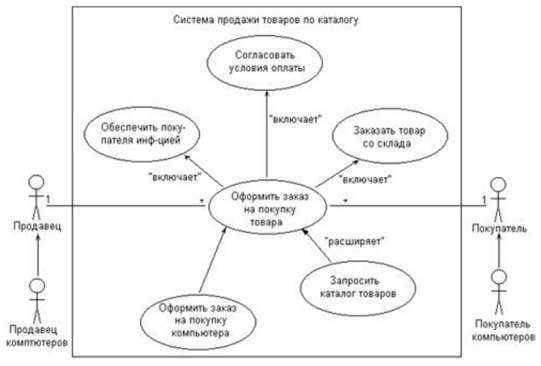 Система продажи товаров по каталогу
Согласовать
условия оплаты
Обеспечить поку-
пателя инф-цией
"включает"
Заказать товар
со склада
"включает"
"включает"
1
*
Оформить заказ
на покупку
товара
*
1
Продавец
Покупатель
"расширяет"
Запросить
каталог товаров
Оформить заказ
на покупку
компьютера
Продавец
комптютеров
Покупатель
компьютера